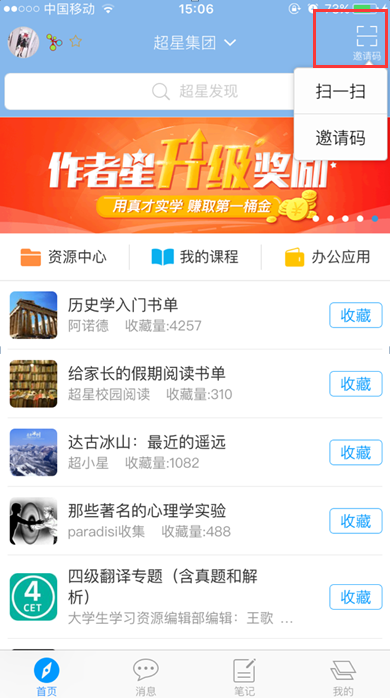 中国移动
15:06
73%
超星集团
邀请码
超星发现
扫一扫
邀请码
作者星升级奖励
用真才实学 赚取第一桶金
资源中心
我的课程
办公应用
历史学入门书单
阿诺德 收藏量:4257
收藏
给家长的假期阅读书单
超星校园阅读 收藏量:310
收藏
达古冰山：最近的遥远
超小星 收藏量:1082
收藏
那些著名的心理学实验
paradisi收集 收藏量:488
收藏
4
CET
四级翻译专题（含真题和解
析）
大学生学习资源编辑部编辑：王歌 ...
收藏
首页
消息
笔记
我的